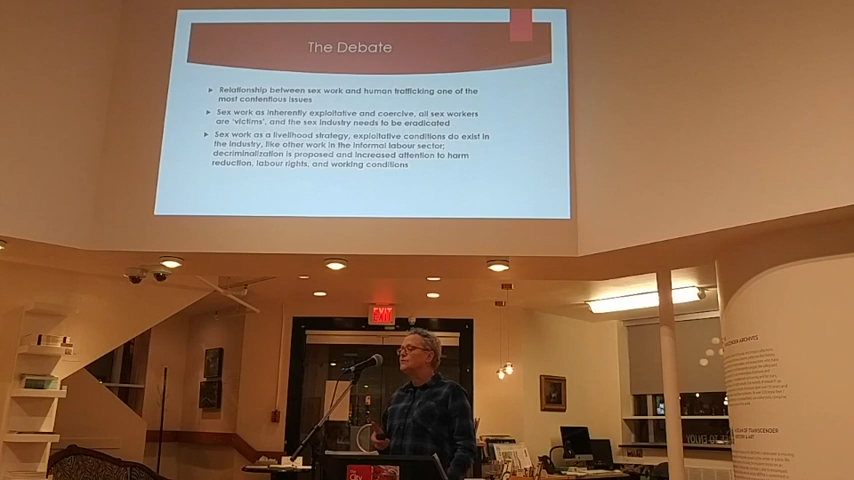 The Debate
Relationship between sex work and human trafficking one of the
most contentious issues
Sex work as inherently exploitative and coercive, all sex workers
are 'victims', and the sex industry needs to be eradicated
Sex work as a livelihood strategy, exploitative conditions do exist in
the industry, like other work in the informal labour sector;
decriminalization is proposed and increased attention to harm
reduction, labour rights, and working conditions
EXIT
ARCHIVES
OF TRANSGENDER